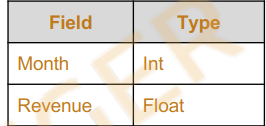 Field Type
Month Int
Revenue Float